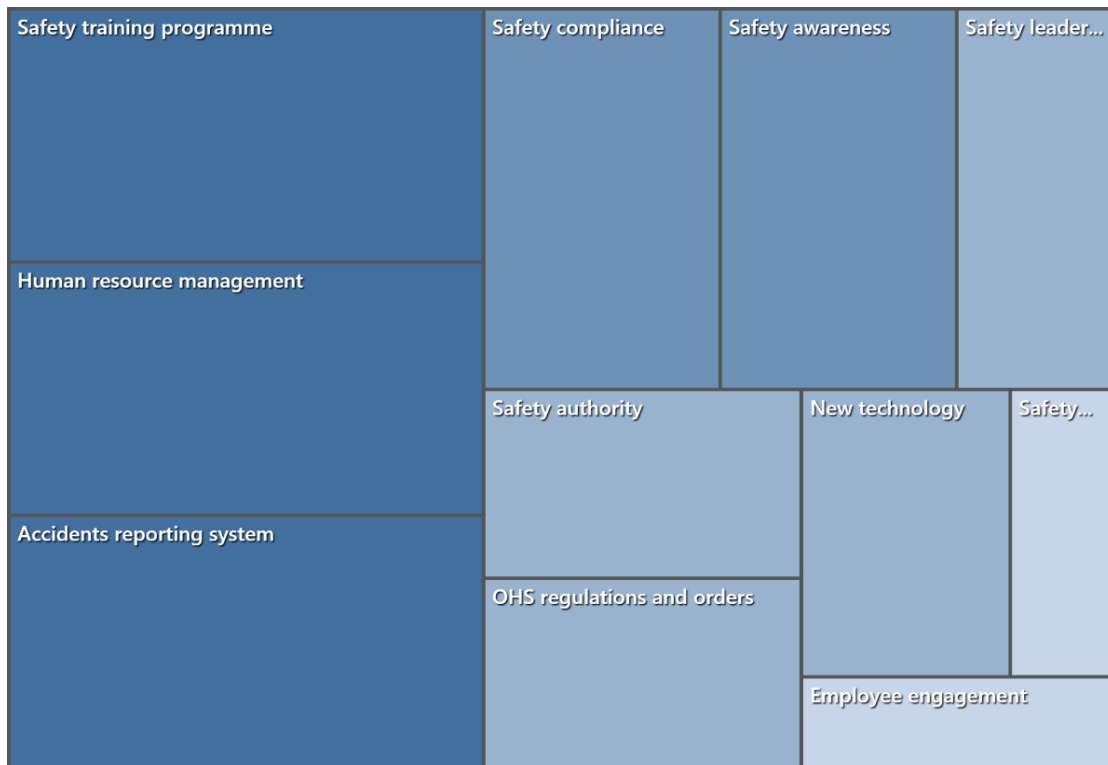 Safety training programme
Safety compliance
Safety awareness
Safety leader...
Human resource management
Safety authority
New technology
Safety...
Accidents reporting system
OHS regulations and orders
Employee engagement